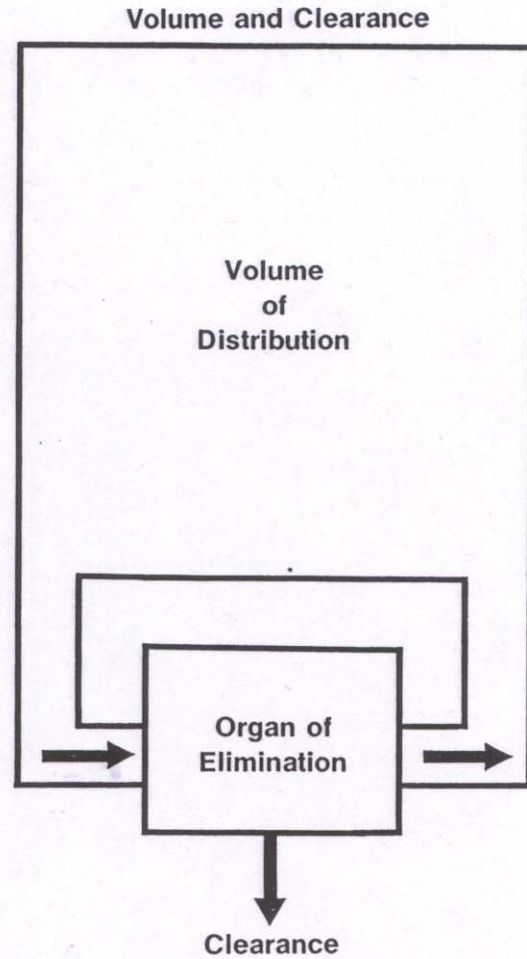 Volume and Clearance
Volume
of
Distribution
Organ of
Elimination
Clearance